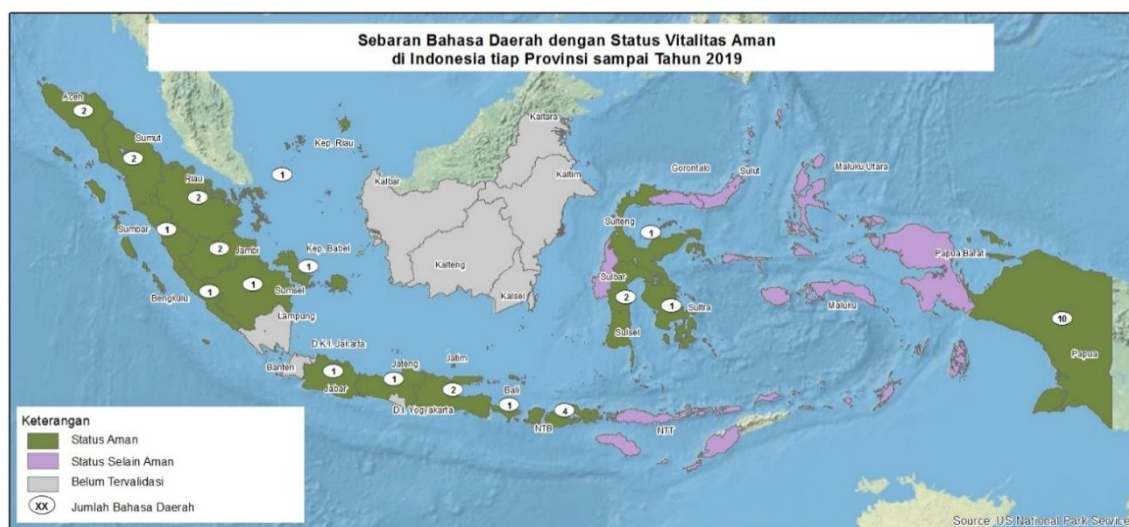 Sebaran Bahasa Daerah dengan Status Vitalitas Aman
di Indonesia tiap Provinsi sampai Tahun 2019
Aceh
2
Sumut
2
Riau
2
Kep. Riau
1
Sumbar
1
Jambi
2
Kep. Babel
1
Bengkulu
1
Sumsel
1
Lampung
Banten
D.K.I. Jakarta
Jabar
1
Jateng
1
D.I. Yogyakarta
Jatim
2
Bali
1
NTB
4
NTT
Kalbar
Kalteng
Kalsel
Kaltim
Kaltara
Gorontalo
Sulut
Sulteng
1
Sulbar
Sulsel
2
Sultra
1
Maluku Utara
Maluku
Papua Barat
Papua
10
Keterangan
Status Aman
Status Selain Aman
Belum Tervalidasi
XX Jumlah Bahasa Daerah
Source: US National Park Service